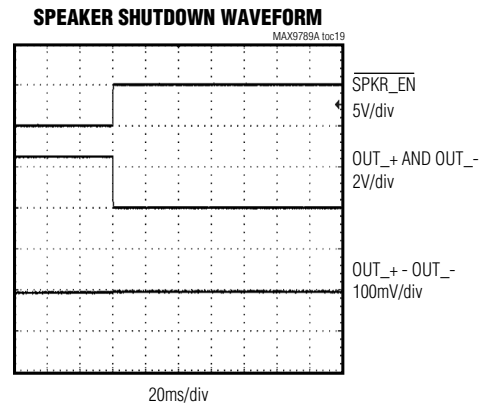 SPEAKER SHUTDOWN WAVEFORM
MAX9789A toc19
SPKR_EN
5V/div
OUT_+ AND OUT_-
2V/div
OUT_+ - OUT_-
100mV/div
20ms/div